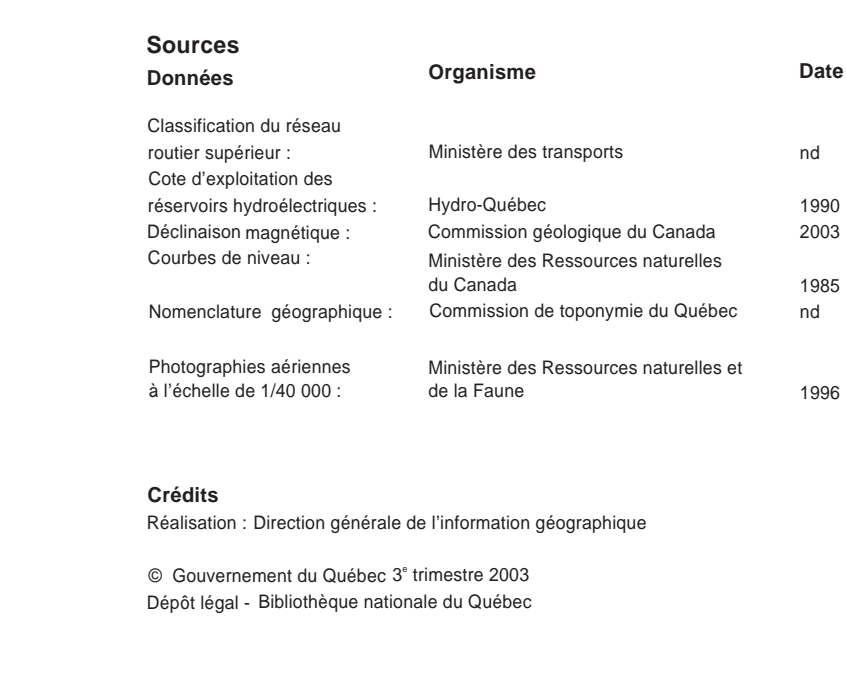 Sources
Données Organisme Date
Classification du réseau
routier supérieur : Ministère des transports nd
Cote d’exploitation des
réservoirs hydroélectriques : Hydro-Québec 1990
Déclinaison magnétique : Commission géologique du Canada 2003
Courbes de niveau : Ministère des Ressources naturelles
du Canada 1985
Nomenclature géographique : Commission de toponymie du Québec nd
Photographies aériennes Ministère des Ressources naturelles et
à l’échelle de 1/40 000 : de la Faune 1996
Crédits
Réalisation : Direction générale de l’information géographique
© Gouvernement du Québec 3e trimestre 2003
Dépôt légal - Bibliothèque nationale du Québec